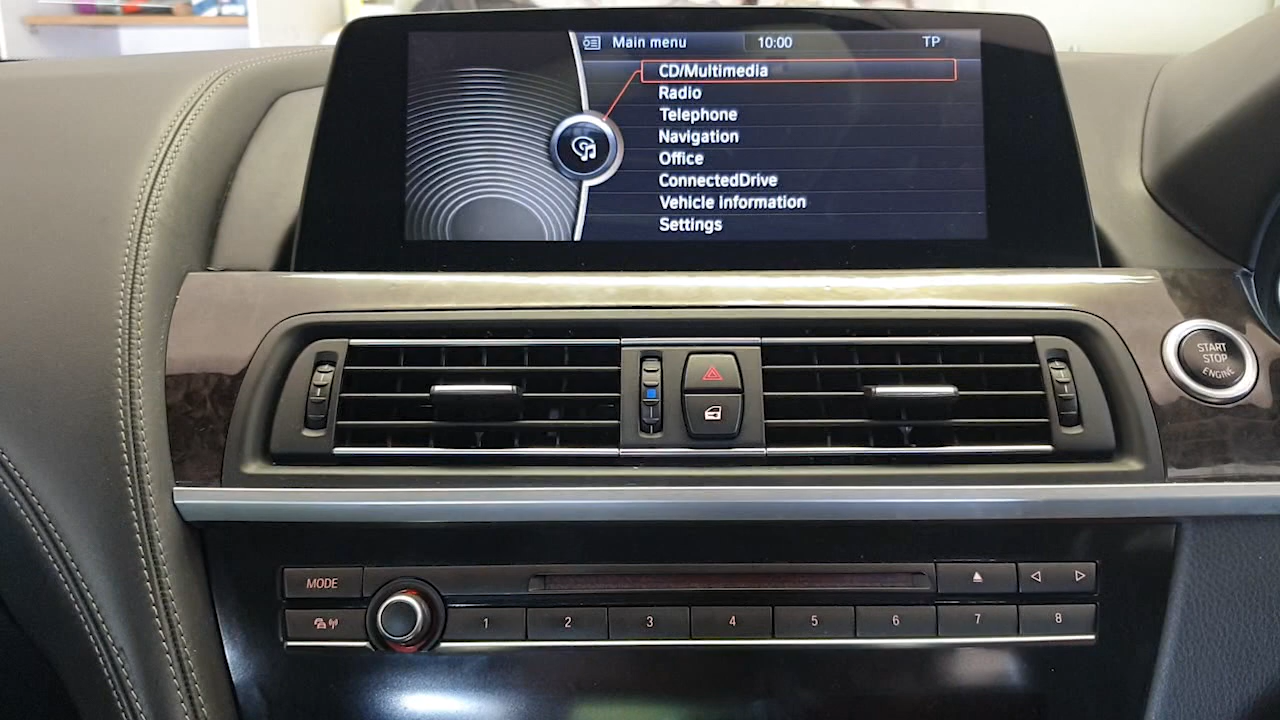 Main menu 10:00 TP
CD/Multimedia
Radio
Telephone
Navigation
Office
ConnectedDrive
Vehicle information
Settings
START
STOP
ENGINE
MODE
1 2 3 4 5 6 7 8